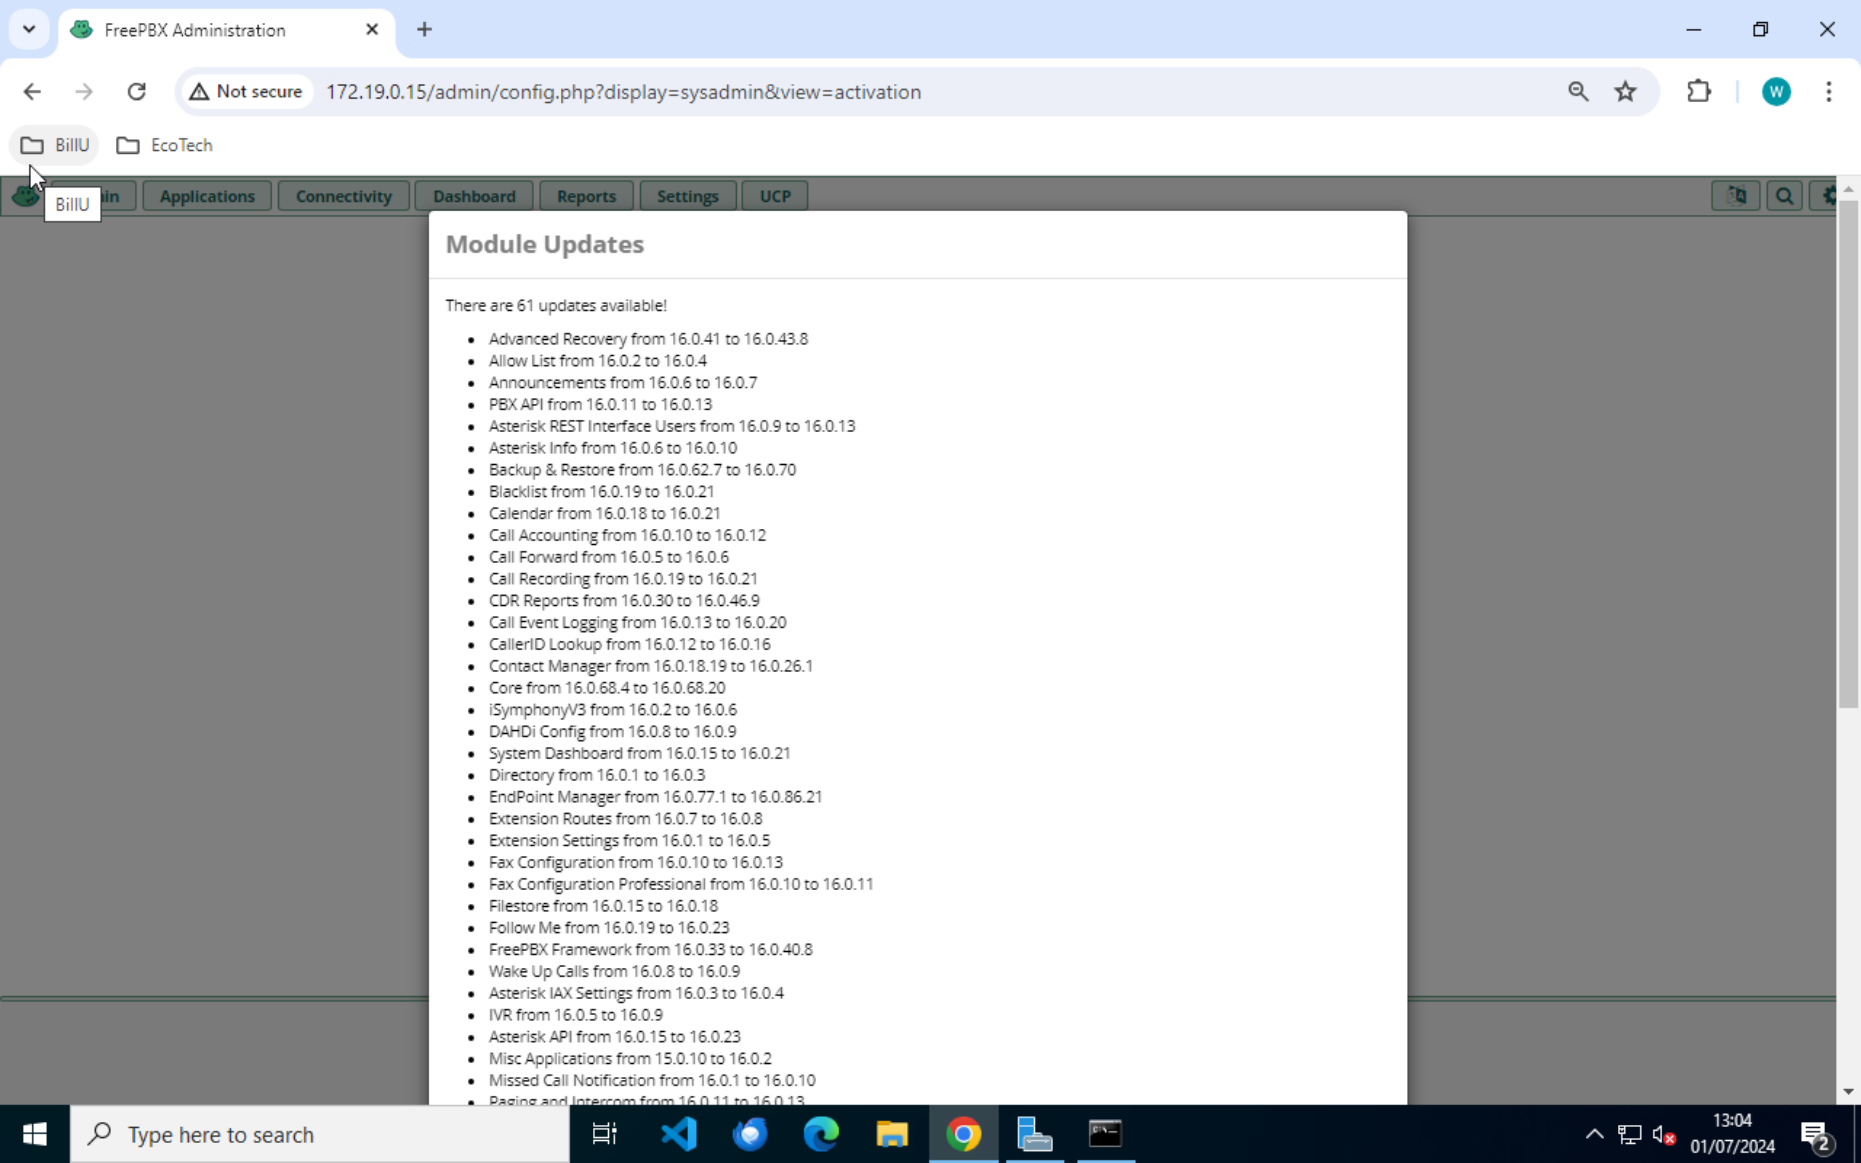 FreePBX Administration
Not secure
172.19.0.15/admin/config.php?display=sysadmin&view=activation
W
BillU
EcoTech
BillU
Applications
Connectivity
Dashboard
Reports
Settings
UCP
Module Updates
There are 61 updates available!
Advanced Recovery from 16.0.41 to 16.0.43.8
Allow List from 16.0.2 to 16.0.4
Announcements from 16.0.6 to 16.0.7
PBX API from 16.0.11 to 16.0.13
Asterisk REST Interface Users from 16.0.9 to 16.0.13
Asterisk Info from 16.0.6 to 16.0.10
Backup & Restore from 16.0.62.7 to 16.0.70
Blacklist from 16.0.19 to 16.0.21
Calendar from 16.0.18 to 16.0.21
Call Accounting from 16.0.10 to 16.0.12
Call Forward from 16.0.5 to 16.0.6
Call Recording from 16.0.19 to 16.0.21
CDR Reports from 16.0.30 to 16.0.46.9
Call Event Logging from 16.0.13 to 16.0.20
CallerID Lookup from 16.0.12 to 16.0.16
Contact Manager from 16.0.18.19 to 16.0.26.1
Core from 16.0.68.4 to 16.0.68.20
iSymphonyV3 from 16.0.2 to 16.0.6
DAHDi Config from 16.0.8 to 16.0.9
System Dashboard from 16.0.15 to 16.0.21
Directory from 16.0.1 to 16.0.3
EndPoint Manager from 16.0.77.1 to 16.0.86.21
Extension Routes from 16.0.7 to 16.0.8
Extension Settings from 16.0.1 to 16.0.5
Fax Configuration from 16.0.10 to 16.0.13
Fax Configuration Professional from 16.0.10 to 16.0.11
Filestore from 16.0.15 to 16.0.18
Follow Me from 16.0.19 to 16.0.23
FreePBX Framework from 16.0.33 to 16.0.40.8
Wake Up Calls from 16.0.8 to 16.0.9
Asterisk IAX Settings from 16.0.3 to 16.0.4
IVR from 16.0.5 to 16.0.9
Asterisk API from 16.0.15 to 16.0.23
Misc Applications from 15.0.10 to 16.0.2
Missed Call Notification from 16.0.1 to 16.0.10
Paging and Intercom from 16.0.11 to 16.0.13
Type here to search
13:04
01/07/2024
2